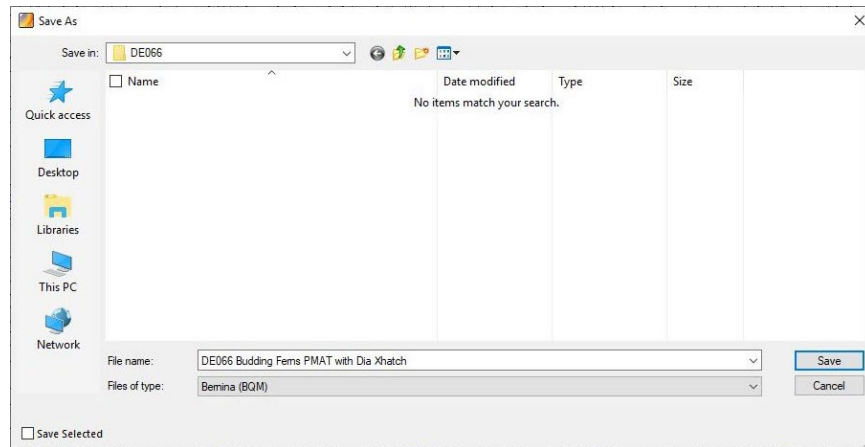 Save As
Save in: DE066
Name Date modified Type Size
No items match your search.
Quick access
Desktop
Libraries
This PC
Network
File name: DE066 Budding Ferns PMAT with Dia Xhatch Save
Files of type: Bernina (BQM) Cancel
Save Selected